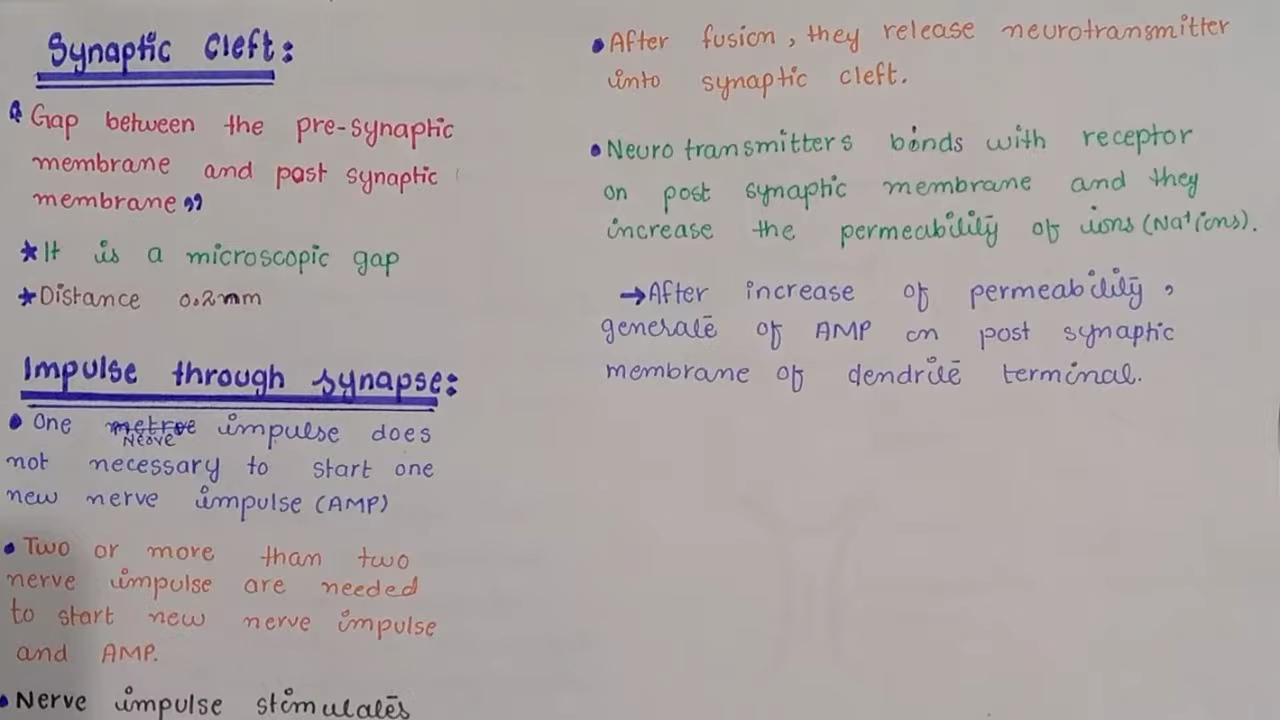 Synaptic Cleft:
Gap between the pre-synaptic
membrane and post synaptic
membrane"
★It is a microscopic gap
★Distance 0.2mm
Impulse through synapse:
• One Nerve impulse does
not necessary to start one
new nerve impulse (AMP)
• Two or more than two
nerve impulse are needed
to start new nerve impulse
and AMP.
• Nerve impulse stimulates
• After fusion, they release neurotransmitter
into synaptic cleft.
• Neuro transmitters binds with receptor
on post synaptic membrane and they
increase the permeability of ions (Na⁺ ions).
→After increase of permeability,
generate of AMP on post synaptic
membrane of dendrite terminal.